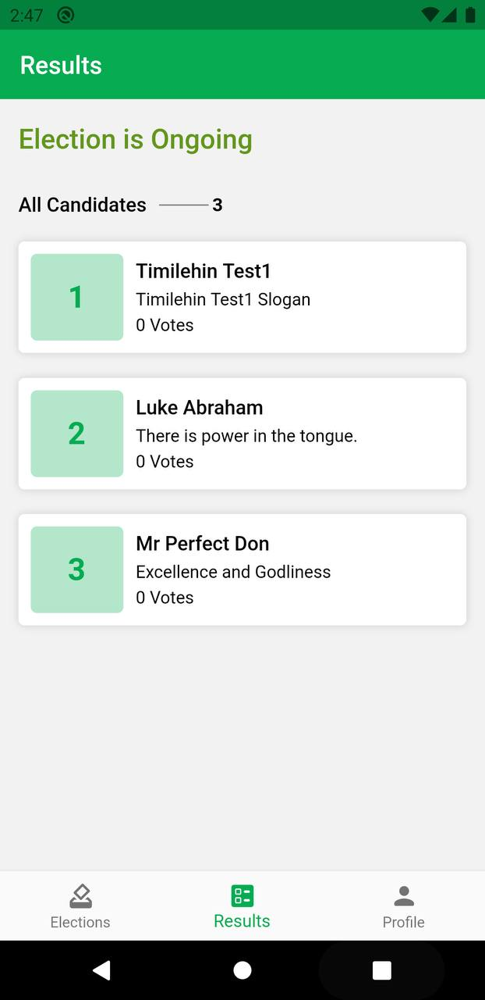 2:47
Results
Election is Ongoing
All Candidates 3
1
Timilehin Test1
Timilehin Test1 Slogan
0 Votes
2
Luke Abraham
There is power in the tongue.
0 Votes
3
Mr Perfect Don
Excellence and Godliness
0 Votes
Elections Results Profile